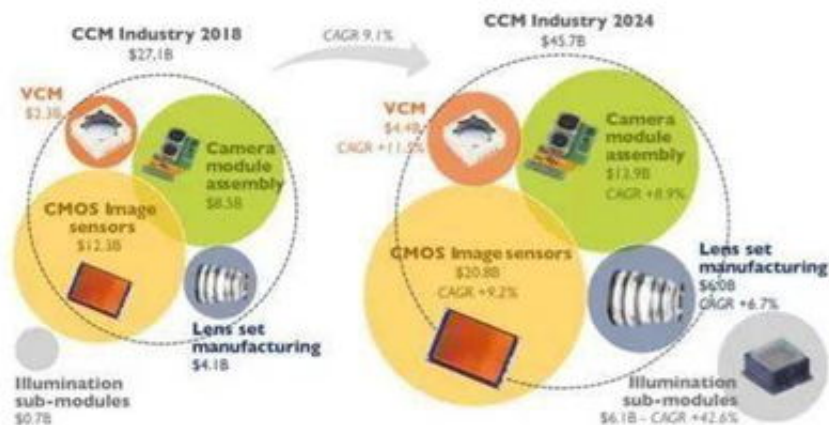 CCM Industry 2018
$27.1B
CAGR 9.1%
CCM Industry 2024
$45.7B
VCM
$2.3B
Camera
module
assembly
$8.5B
CMOS Image
sensors
$12.3B
Lens set
manufacturing
$4.1B
Illumination
sub-modules
$0.7B
VCM
$4.4B
CAGR +11.5%
Camera
module
assembly
$13.9B
CAGR +8.9%
CMOS Image sensors
$20.8B
CAGR +9.2%
Lens set
manufacturing
$6.0B
CAGR +6.7%
Illumination
sub-modules
$6.1B - CAGR +42.6%